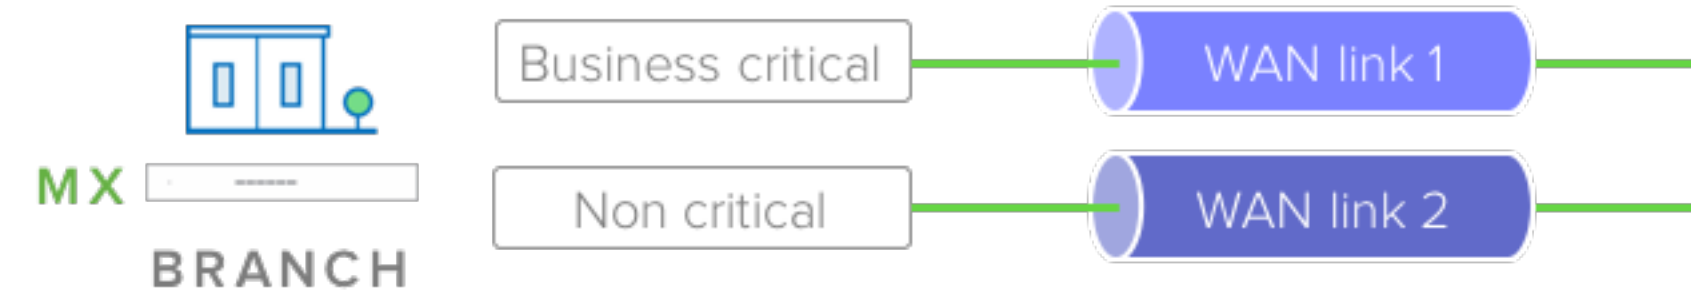 Business critical
WAN link 1
MX
Non critical
WAN link 2
BRANCH